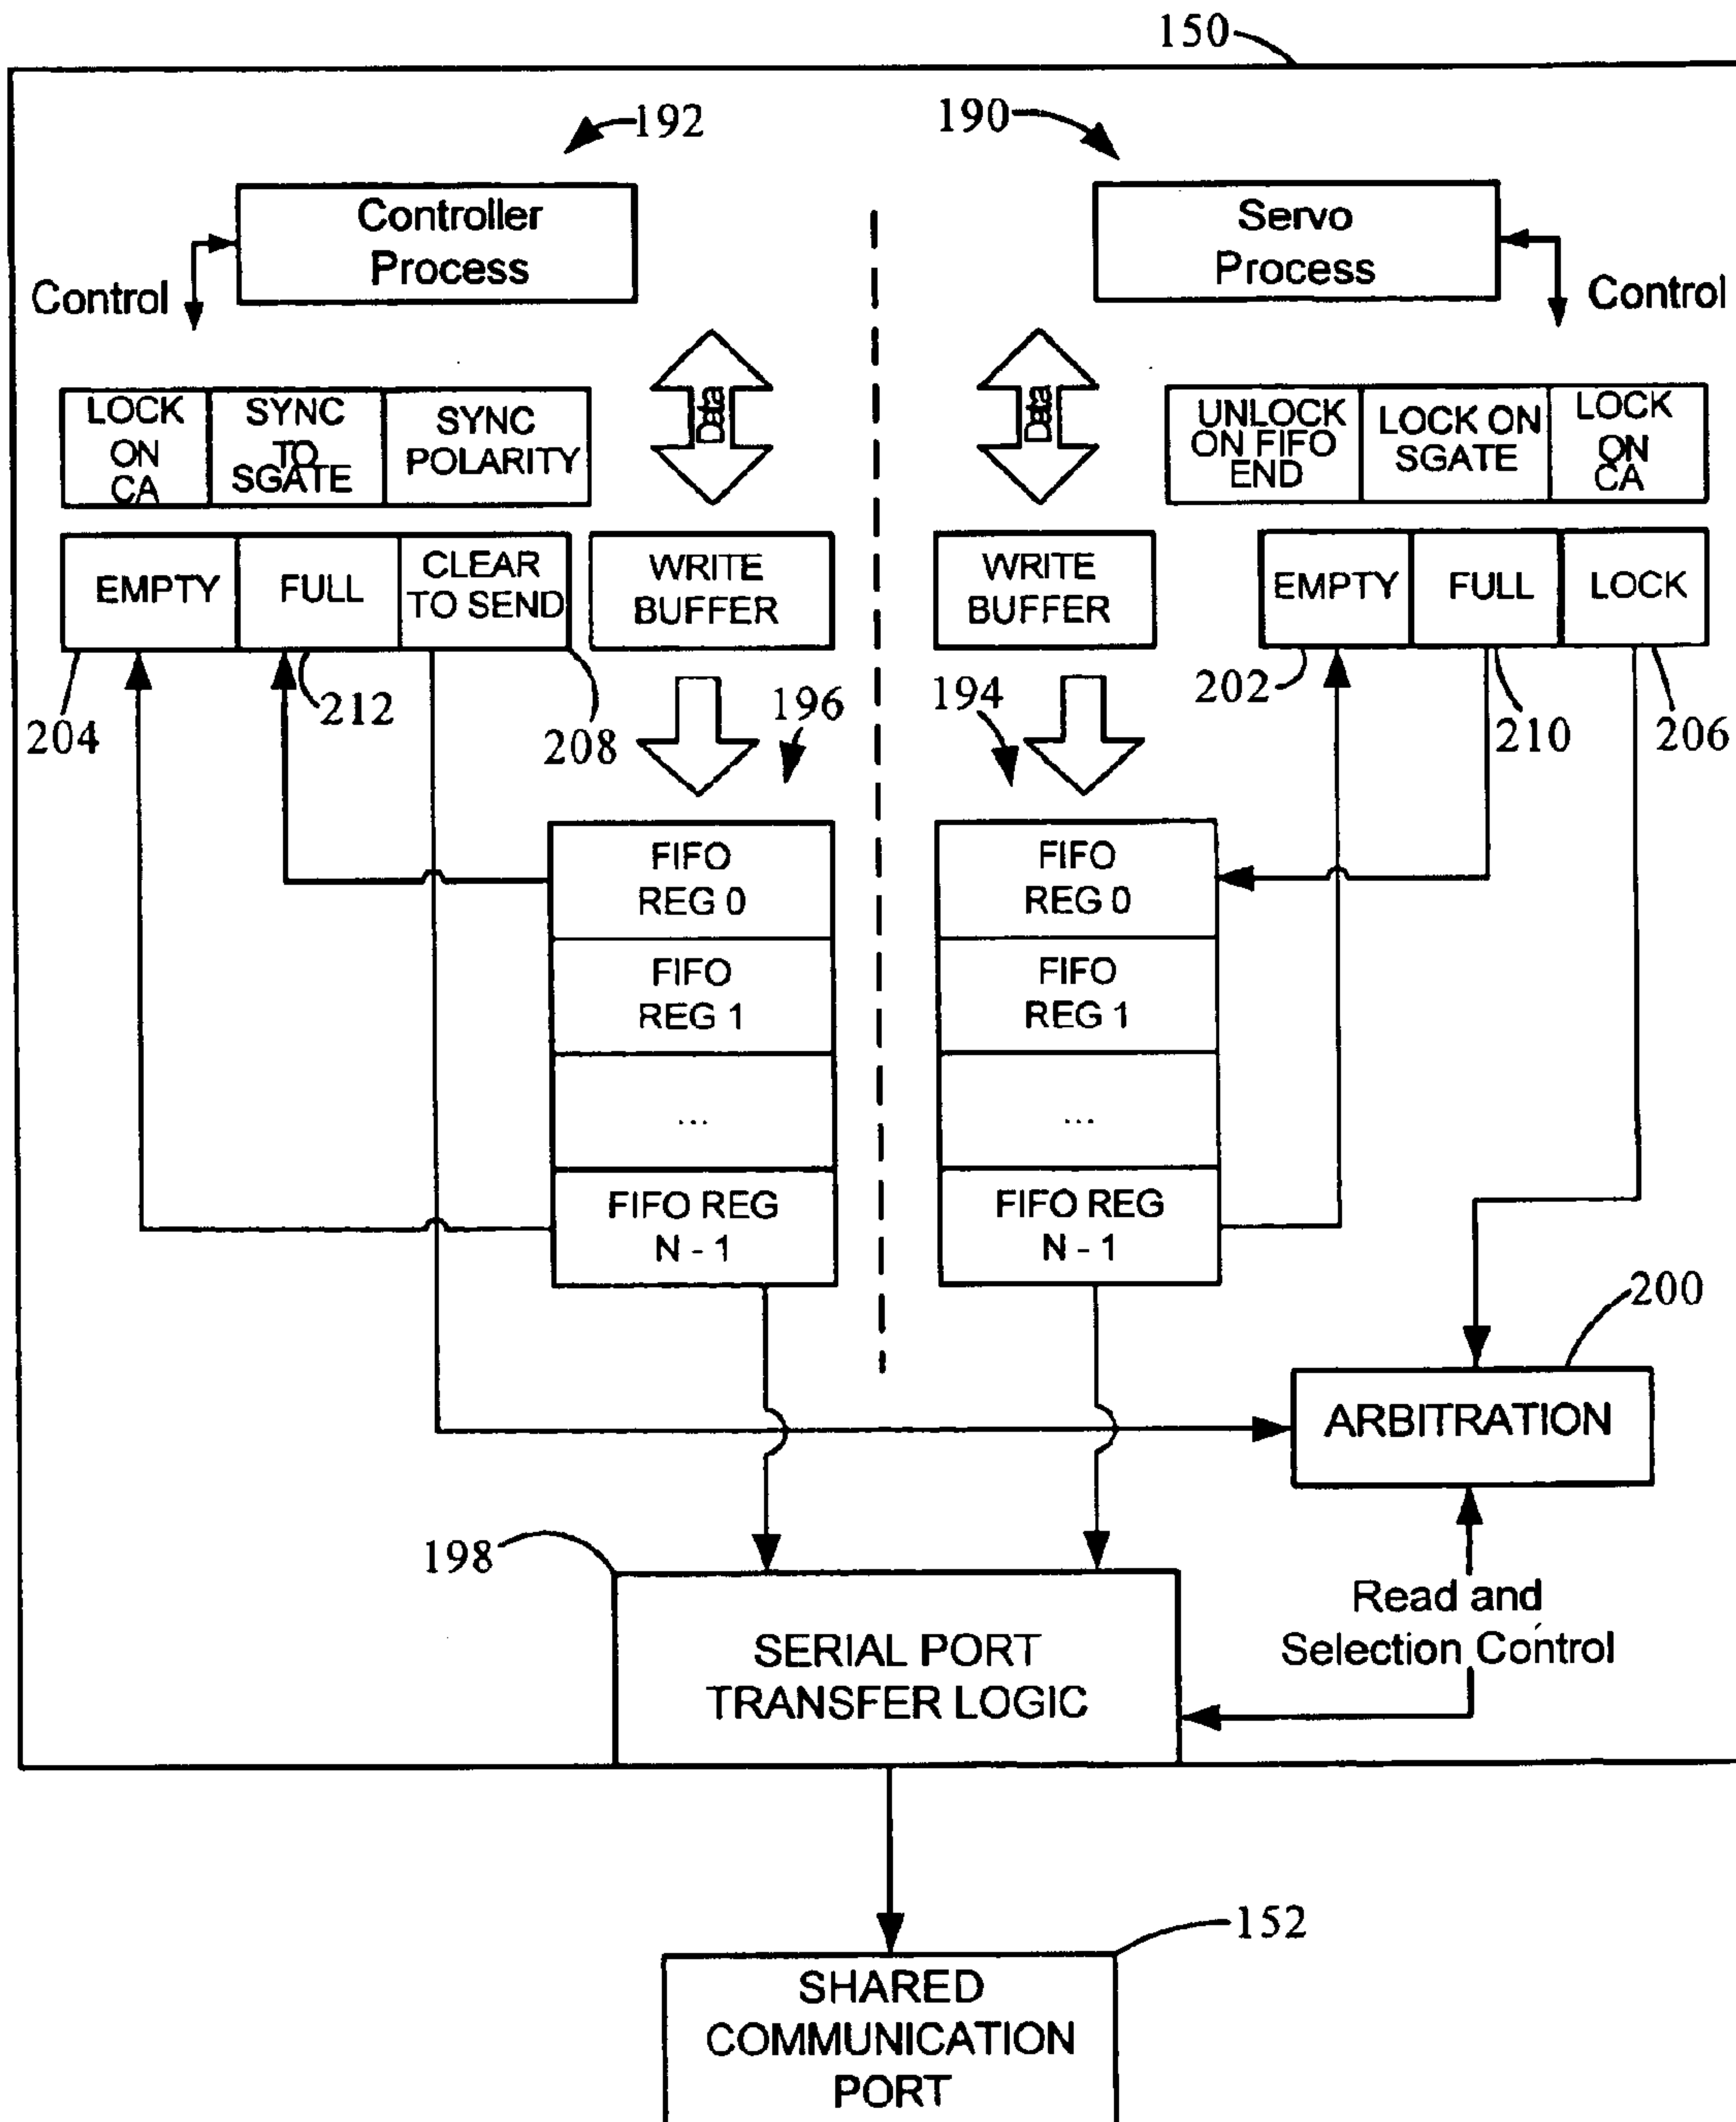 150
192
190
Controller
Process
Servo
Process
Control
Control
Data
Data
LOCK
ON
CA
SYNC
TO
SGATE
SYNC
POLARITY
UNLOCK
ON FIFO
END
LOCK ON
SGATE
LOCK
ON
CA
EMPTY
FULL
CLEAR
TO SEND
WRITE
BUFFER
WRITE
BUFFER
EMPTY
FULL
LOCK
204
212
208
196
194
202
210
206
FIFO
REG 0
FIFO
REG 1
...
FIFO REG
N - 1
FIFO
REG 0
FIFO
REG 1
...
FIFO REG
N - 1
200
ARBITRATION
198
SERIAL PORT
TRANSFER LOGIC
Read and
Selection Control
152
SHARED
COMMUNICATION
PORT